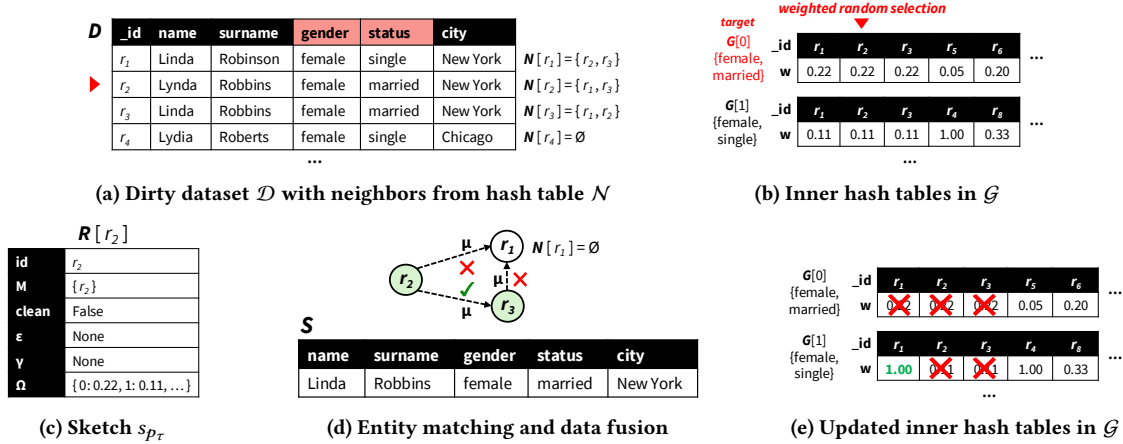 D
_id name surname gender status city
r1 Linda Robinson female single New York N[r1]={r2, r3}
r2 Lynda Robbins female married New York N[r2]={r1, r3}
r3 Linda Robbins female married New York N[r3]={r1, r2}
r4 Lydia Roberts female single Chicago N[r4]=Ø
...
(a) Dirty dataset D with neighbors from hash table N
weighted random selection
target
G[0]
{female,
married}
_id r1 r2 r3 r5 r6
w 0.22 0.22 0.22 0.05 0.20 ...
G[1]
{female,
single}
_id r1 r2 r3 r4 r8
w 0.11 0.11 0.11 1.00 0.33 ...
...
(b) Inner hash tables in G
R[r2]
id r2
M {r2}
clean False
ε None
γ None
Ω {0: 0.22, 1: 0.11, ...}
(c) Sketch spτ
μ r1 N[r1]=Ø
r2 μ
μ r3
S
name surname gender status city
Linda Robbins female married New York
(d) Entity matching and data fusion
G[0]
{female,
married}
_id r1 r2 r3 r5 r6
w 0.22 0.22 0.22 0.05 0.20 ...
G[1]
{female,
single}
_id r1 r2 r3 r4 r8
w 1.00 0.11 0.11 1.00 0.33 ...
...
(e) Updated inner hash tables in G